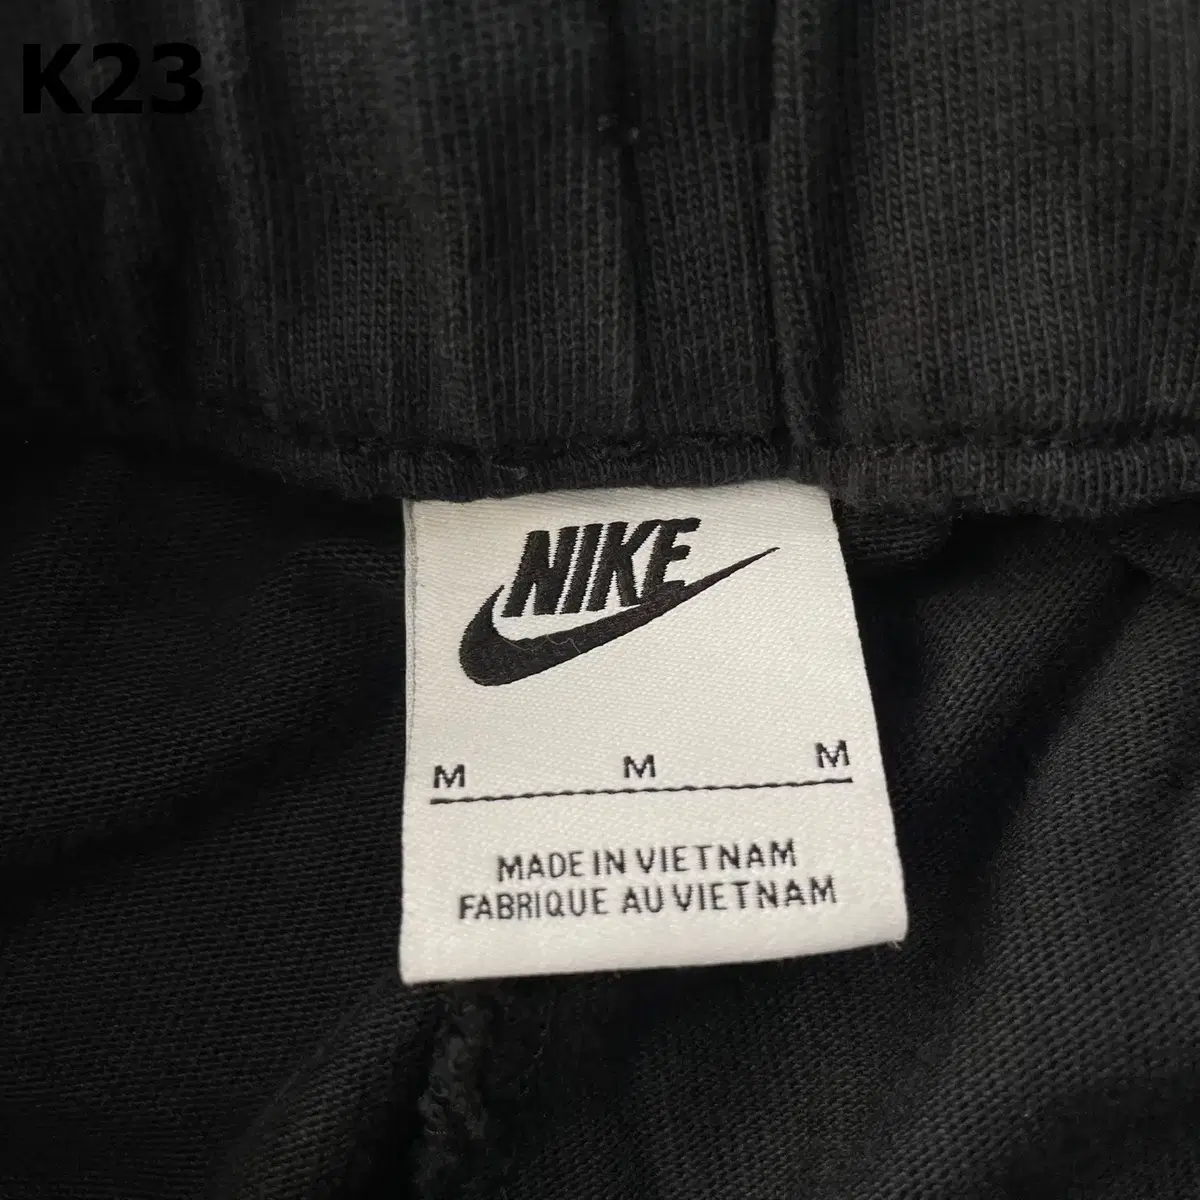 K23
NIKE
M M M
MADE IN VIETNAM
FABRIQUE AU VIETNAM